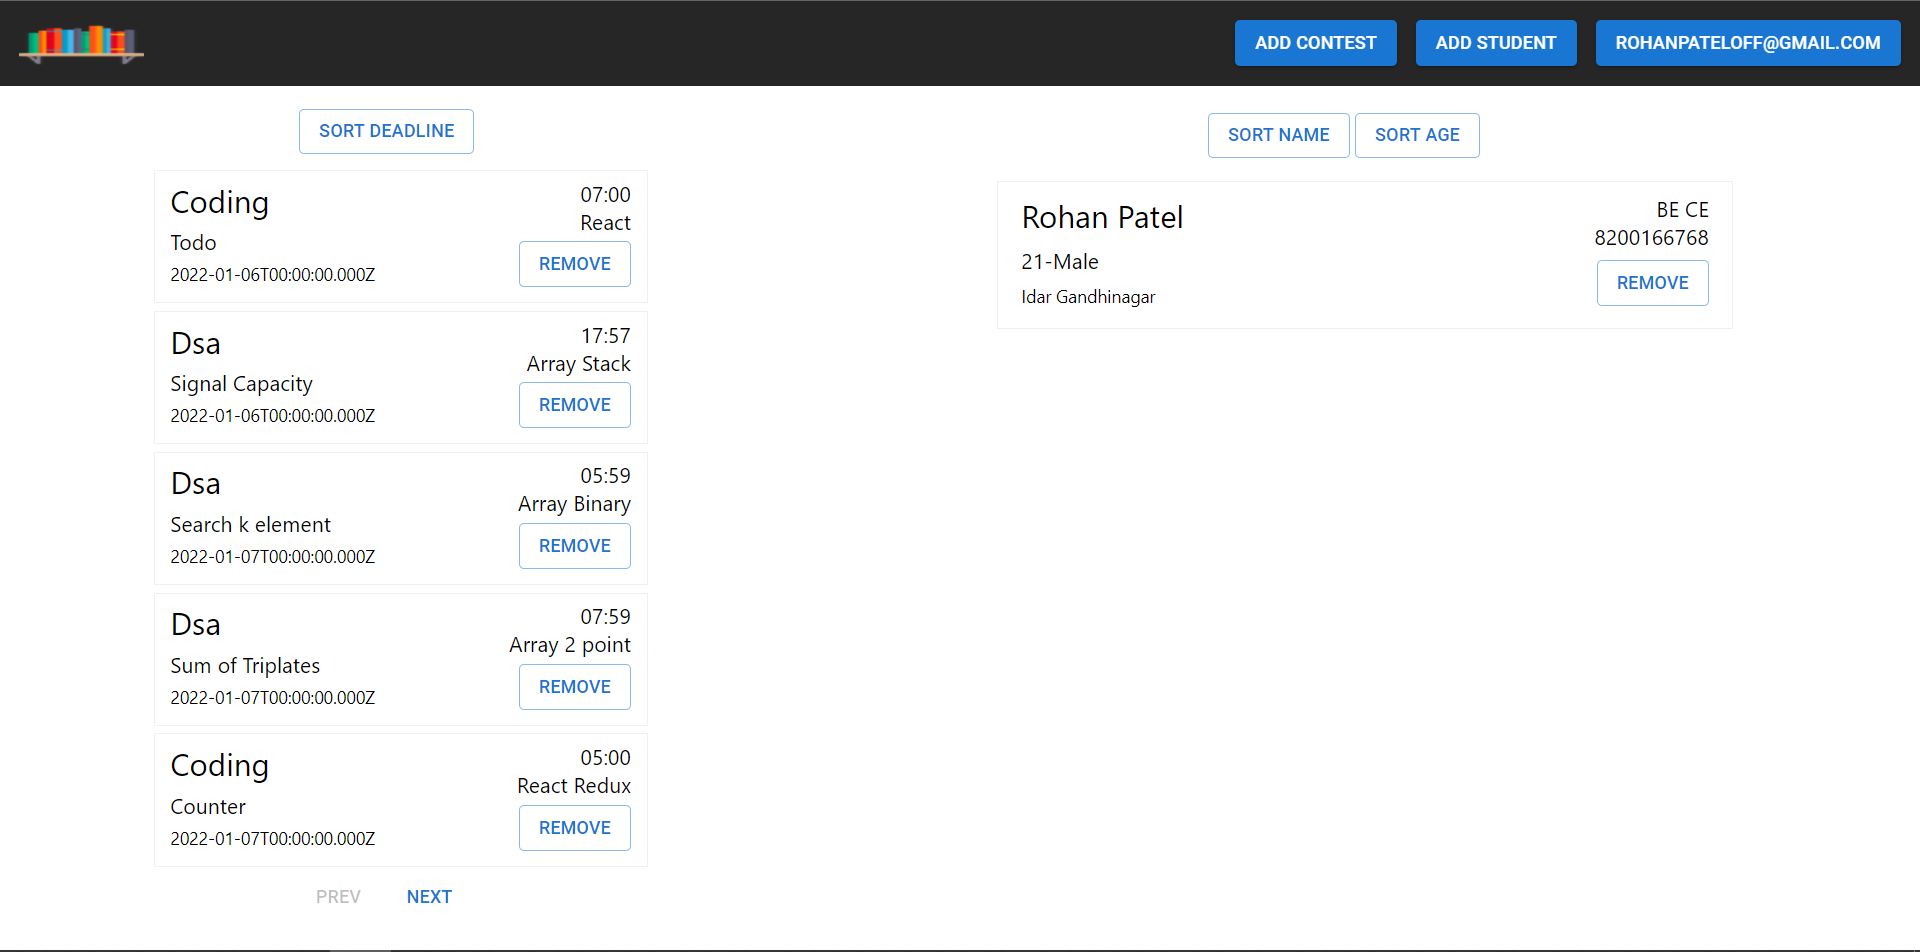 ADD CONTEST ADD STUDENT ROHANPATELOFF@GMAIL.COM
SORT DEADLINE
Coding
Todo
2022-01-06T00:00:00.000Z
07:00
React
REMOVE
Dsa
Signal Capacity
2022-01-06T00:00:00.000Z
17:57
Array Stack
REMOVE
Dsa
Search k element
2022-01-07T00:00:00.000Z
05:59
Array Binary
REMOVE
Dsa
Sum of Triplates
2022-01-07T00:00:00.000Z
07:59
Array 2 point
REMOVE
Coding
Counter
2022-01-07T00:00:00.000Z
05:00
React Redux
REMOVE
PREV NEXT
SORT NAME SORT AGE
Rohan Patel
21-Male
Idar Gandhinagar
BE CE
8200166768
REMOVE